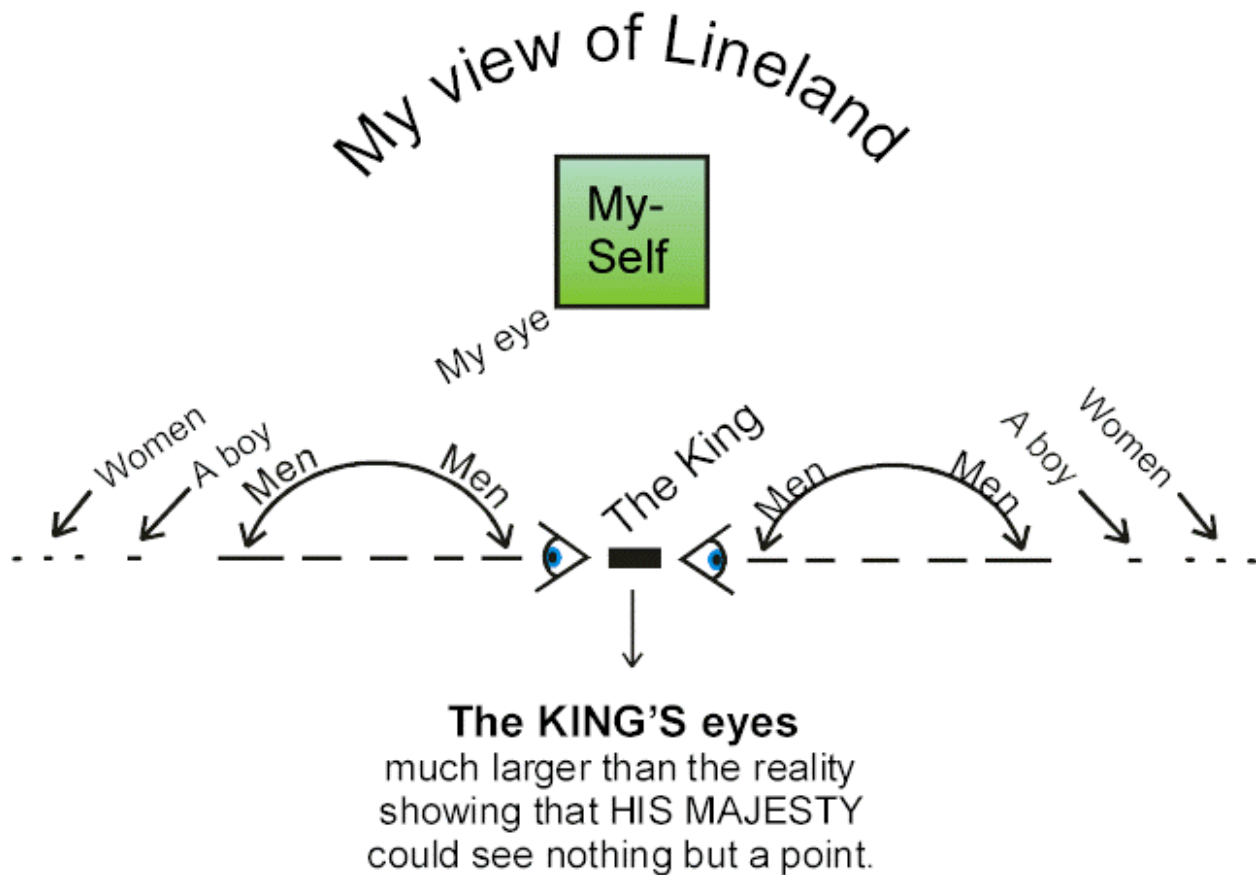 My view of Lineland
My-
Self
My eye
Women
A boy
Men
Men
The King
Men
Men
A boy
Women
The KING’S eyes
much larger than the reality
showing that HIS MAJESTY
could see nothing but a point.